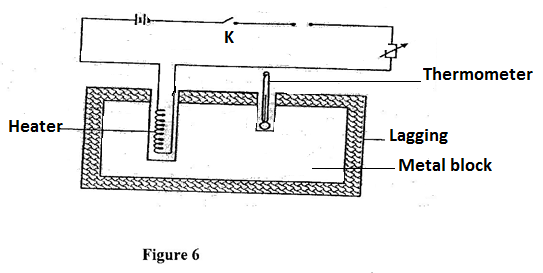 K
Thermometer
Heater
Lagging
Metal block
Figure 6